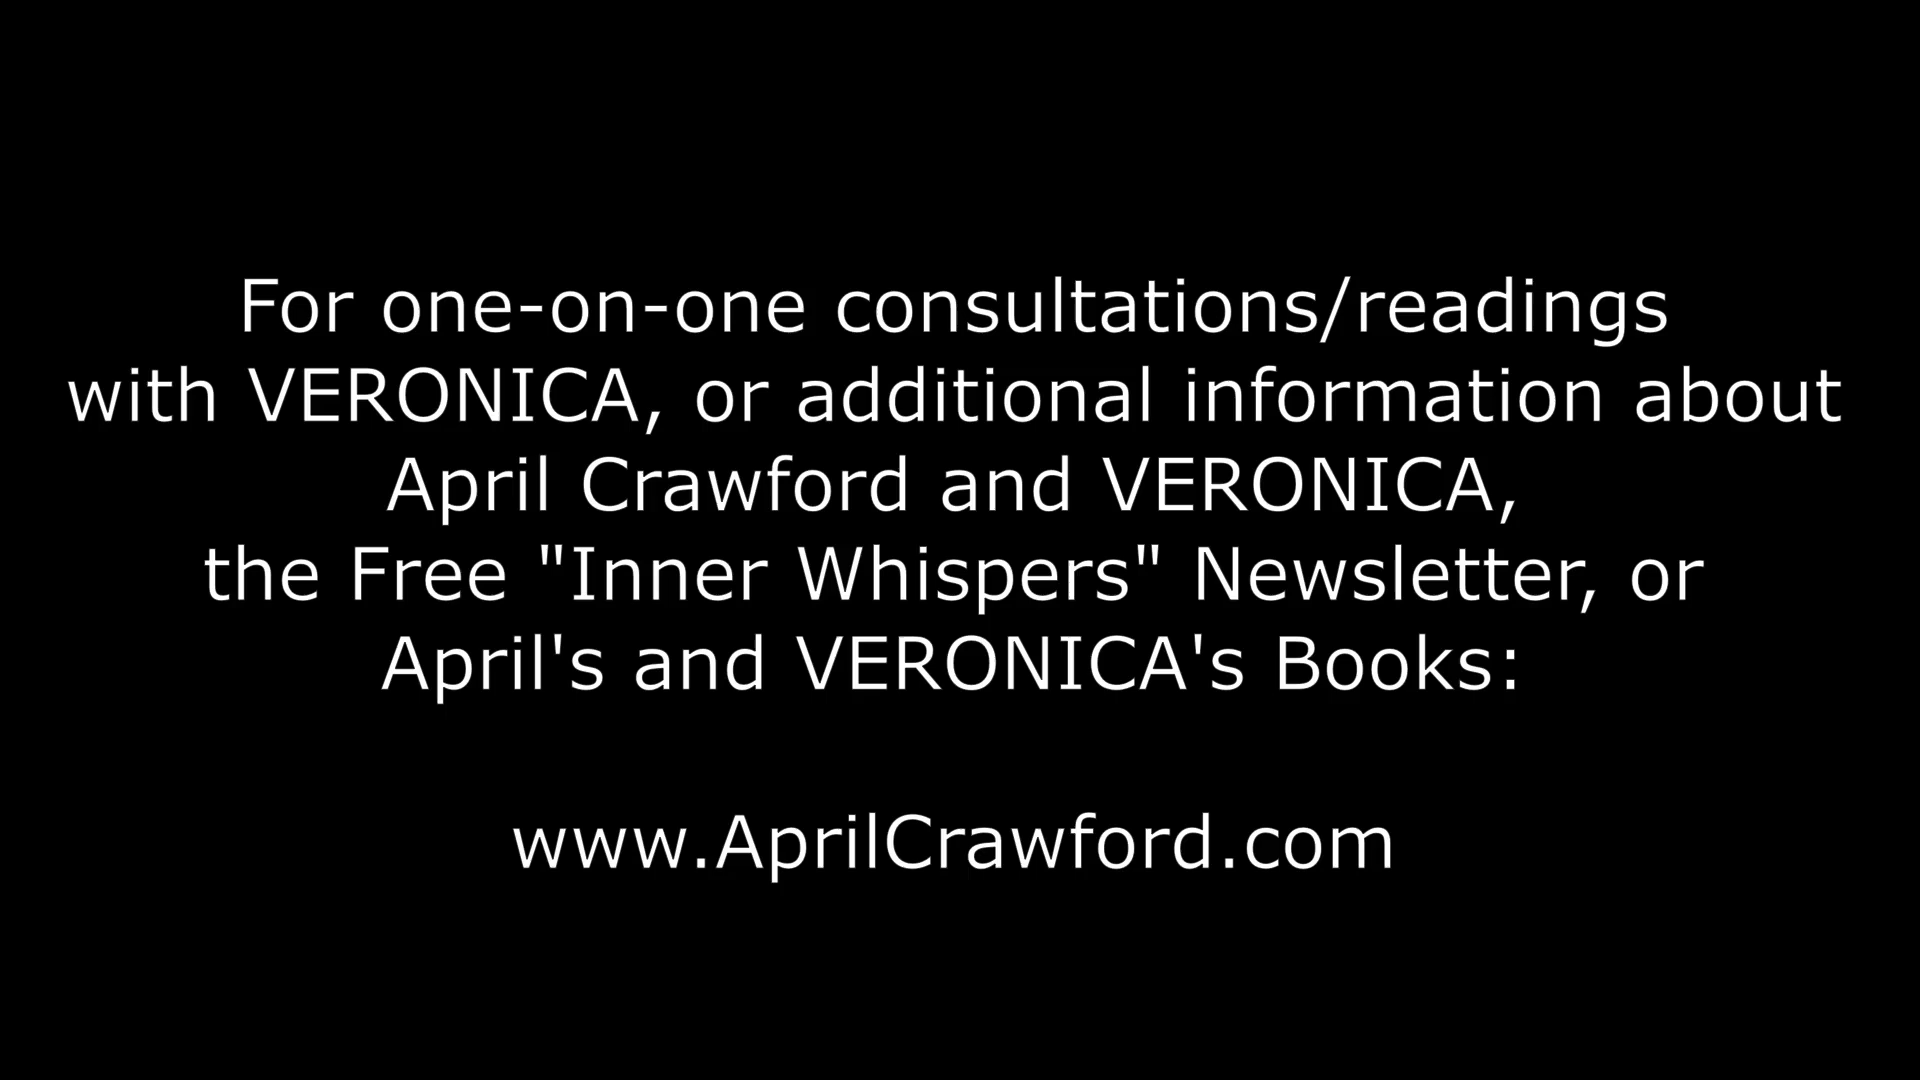 For one-on-one consultations/readings
with VERONICA, or additional information about
April Crawford and VERONICA,
the Free "Inner Whispers" Newsletter, or
April's and VERONICA's Books:
www.AprilCrawford.com